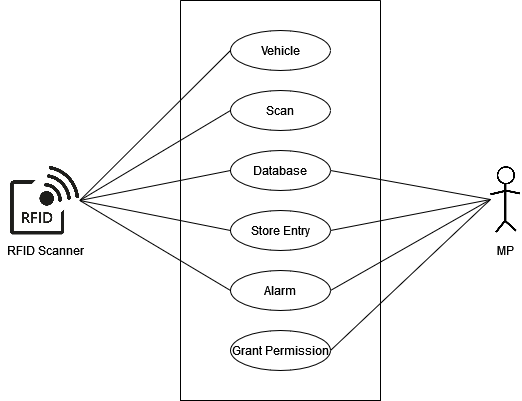 Vehicle
Scan
Database
Store Entry
Alarm
Grant Permission
RFID
RFID Scanner
MP